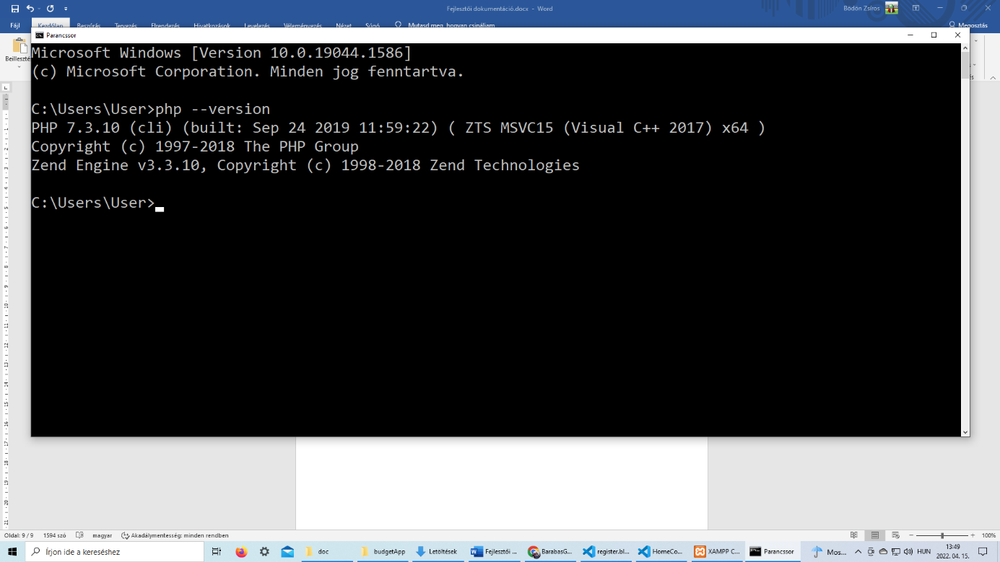 Fejlesztői dokumentáció.docx - Word
Bödön Zsíros
Fájl Kezdőlap Beszúrás Tervezés Elrendezés Hivatkozások Levelezés Véleményezés Nézet Súgó Mutasd meg, hogyan csináljam Megosztás
Parancssor
Beillesztés
Microsoft Windows [Version 10.0.19044.1586]
(c) Microsoft Corporation. Minden jog fenntartva.
C:\Users\User>php --version
PHP 7.3.10 (cli) (built: Sep 24 2019 11:59:22) ( ZTS MSVC15 (Visual C++ 2017) x64 )
Copyright (c) 1997-2018 The PHP Group
Zend Engine v3.3.10, Copyright (c) 1998-2018 Zend Technologies
C:\Users\User>
Oldal: 9 / 9 1594 szó magyar Akadálymentesség: minden rendben 100%
Írjon ide a kereséshez
doc budgetApp Letöltések Fejlesztői ... BarabasG... register.bl... HomeCo... XAMPP C... Parancssor Mos... HUN
13:49
2022. 04. 15.